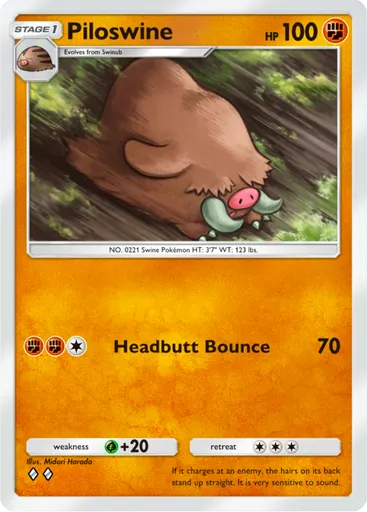 STAGE 1
Piloswine
HP 100
Evolves from Swinub
NO. 0221 Swine Pokémon HT: 3'7" WT: 123 lbs.
Headbutt Bounce 70
weakness +20
retreat
Illus. Midori Harada
If it charges at an enemy, the hairs on its back
stand up straight. It is very sensitive to sound.